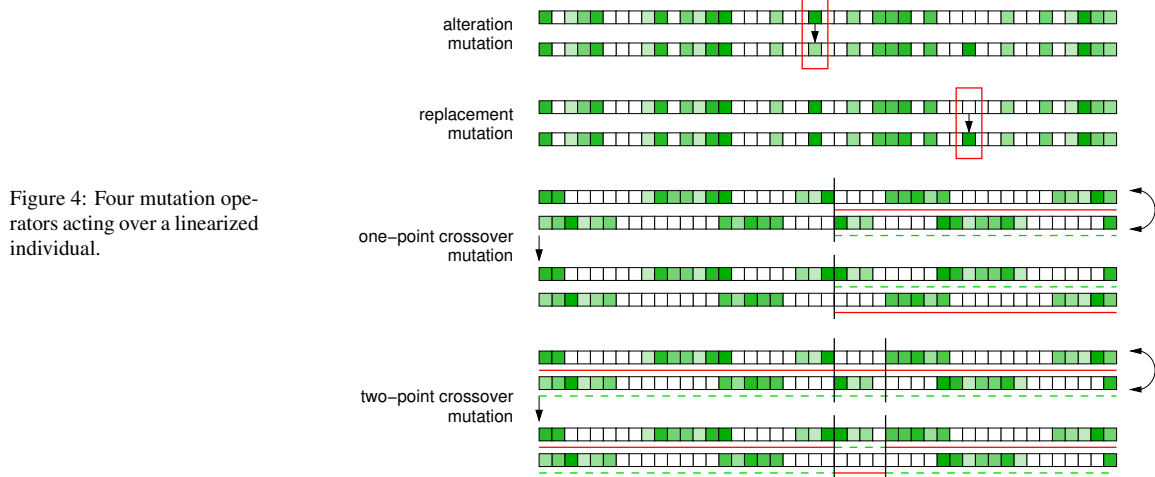 alteration
mutation
replacement
mutation
Figure 4: Four mutation ope-
rators acting over a linearized
individual.
one−point crossover
mutation
two−point crossover
mutation